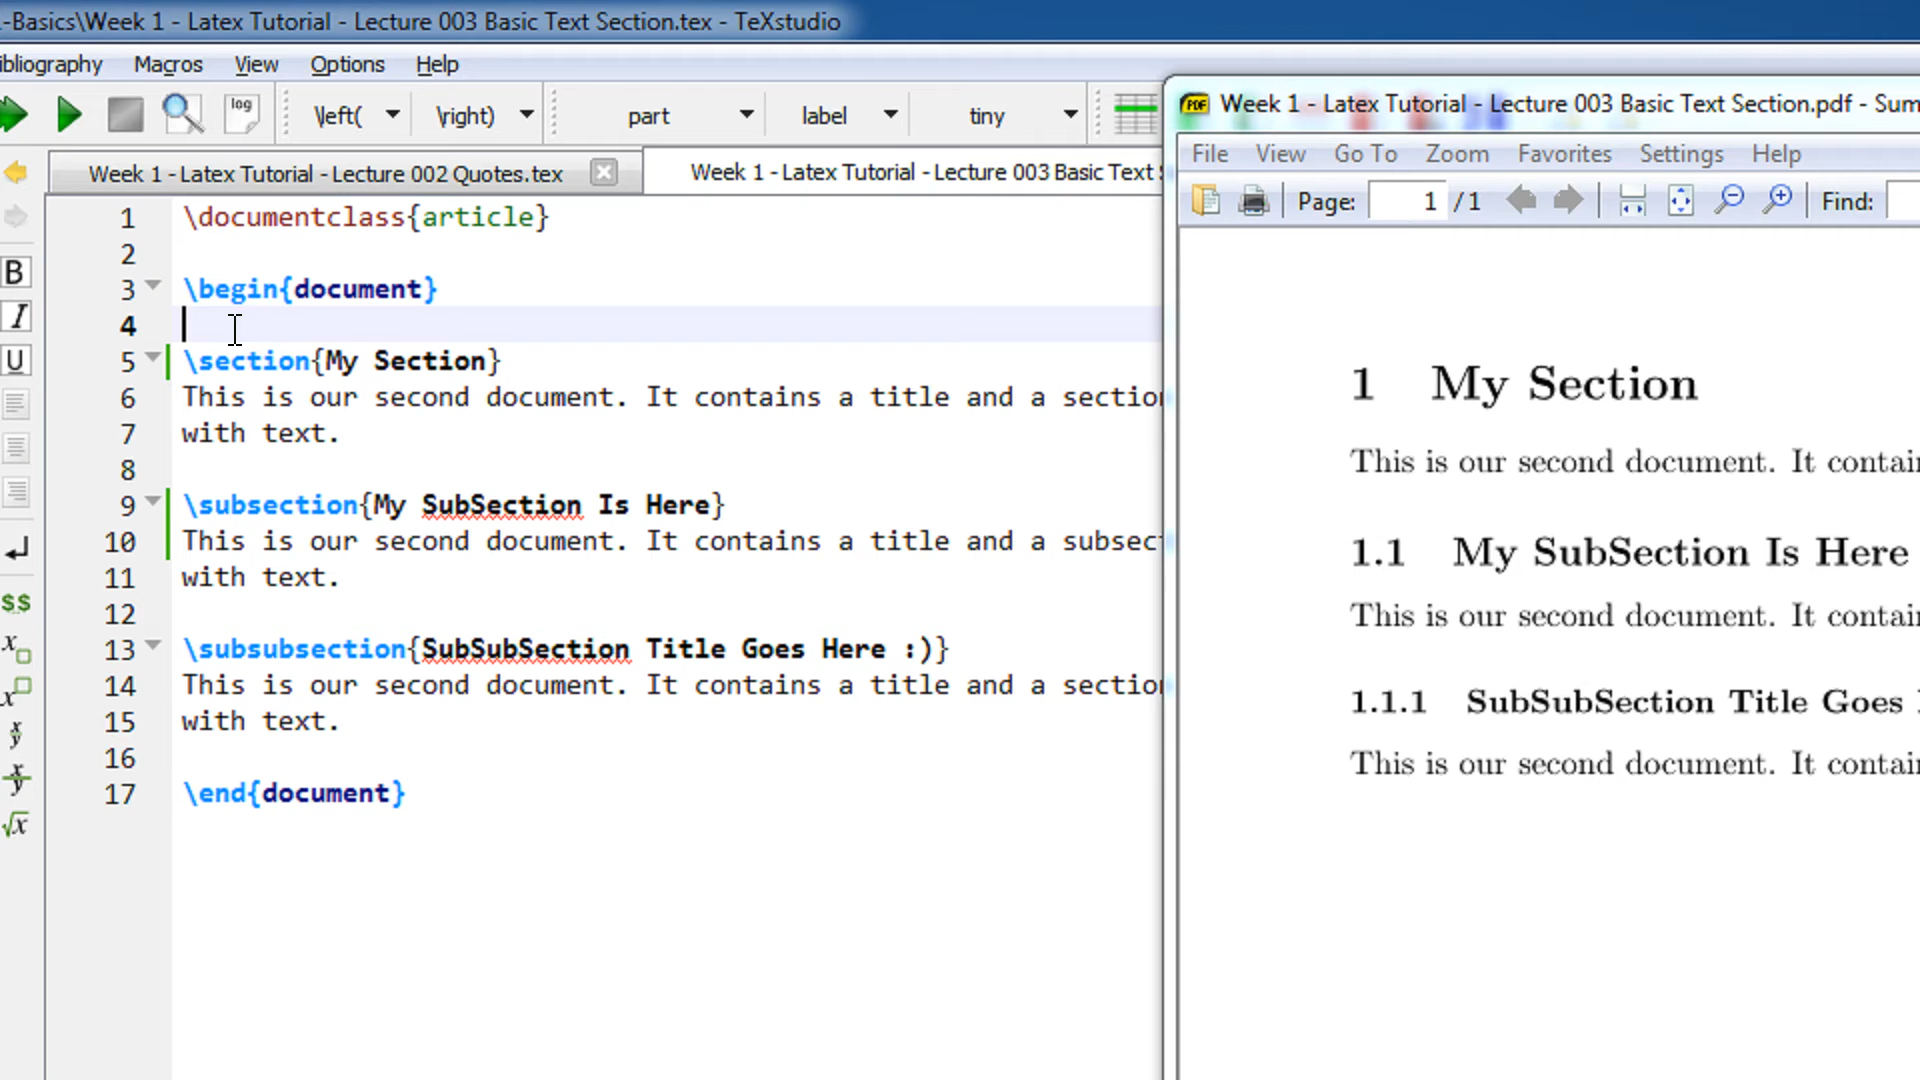 -Basics\Week 1 - Latex Tutorial - Lecture 003 Basic Text Section.tex - TeXstudio
ibliography Macros View Options Help
log \left( \right) part label tiny
Week 1 - Latex Tutorial - Lecture 002 Quotes.tex Week 1 - Latex Tutorial - Lecture 003 Basic Text
1 \documentclass{article}
2
3 \begin{document}
4
5 \section{My Section}
6 This is our second document. It contains a title and a section
7 with text.
8
9 \subsection{My SubSection Is Here}
10 This is our second document. It contains a title and a subsect
11 with text.
12
13 \subsubsection{SubSubSection Title Goes Here :)}
14 This is our second document. It contains a title and a section
15 with text.
16
17 \end{document}
B
I
U
$$
x
x
x
y
x
y
√x
PDF Week 1 - Latex Tutorial - Lecture 003 Basic Text Section.pdf - Sum
File View Go To Zoom Favorites Settings Help
Page: 1 / 1 Find:
1 My Section
This is our second document. It contain
1.1 My SubSection Is Here
This is our second document. It contain
1.1.1 SubSubSection Title Goes
This is our second document. It contain